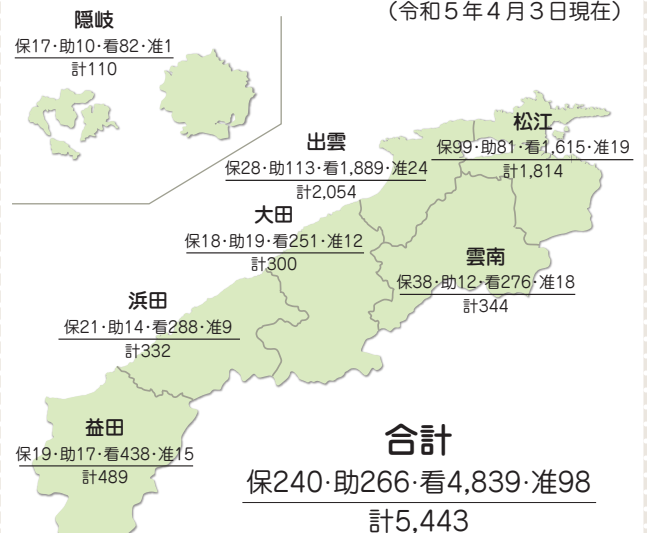 (令和5年4月3日現在)
隠岐
保17・助10・看82・准1
計110
松江
保99・助81・看1,615・准19
計1,814
出雲
保28・助113・看1,889・准24
計2,054
大田
保18・助19・看251・准12
計300
雲南
保38・助12・看276・准18
計344
浜田
保21・助14・看288・准9
計332
益田
保19・助17・看438・准15
計489
合計
保240・助266・看4,839・准98
計5,443